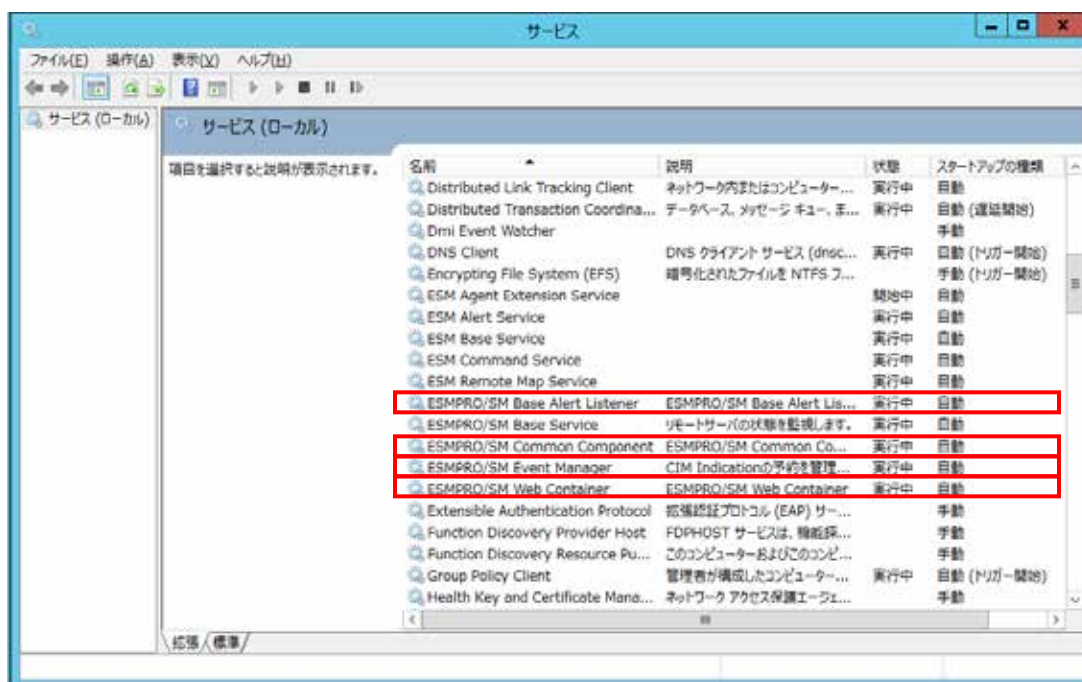 サービス
ファイル(F) 操作(A) 表示(V) ヘルプ(H)
サービス (ローカル)
サービス (ローカル)
項目を選択すると説明が表示されます。
名前 説明 状態 スタートアップの種類
Distributed Link Tracking Client ネットワーク内またはコンピューター... 実行中 自動
Distributed Transaction Coordina... データベース、メッセージ キュー、ま... 実行中 自動 (遅延開始)
Dmi Event Watcher 手動
DNS Client DNS クライアント サービス (dnsc... 実行中 自動 (トリガー開始)
Encrypting File System (EFS) 暗号化されたファイルを NTFS フ... 手動 (トリガー開始)
ESM Agent Extension Service 開始中 自動
ESM Alert Service 実行中 自動
ESM Base Service 実行中 自動
ESM Command Service 実行中 自動
ESM Remote Map Service 実行中 自動
ESMPRO/SM Base Alert Listener ESMPRO/SM Base Alert Lis... 実行中 自動
ESMPRO/SM Base Service リモートサーバの状態を監視します。 実行中 自動
ESMPRO/SM Common Component ESMPRO/SM Common Co... 実行中 自動
ESMPRO/SM Event Manager CIM Indicationの予約を管理... 実行中 自動
ESMPRO/SM Web Container ESMPRO/SM Web Container 実行中 自動
Extensible Authentication Protocol 拡張認証プロトコル (EAP) サー... 手動
Function Discovery Provider Host FDPHOST サービスは、機能探... 手動
Function Discovery Resource Pu... このコンピューターおよびこのコンピ... 手動
Group Policy Client 管理者が構成したコンピューター... 実行中 自動 (トリガー開始)
Health Key and Certificate Mana... ネットワーク アクセス保護エージェ... 手動
拡張 標準